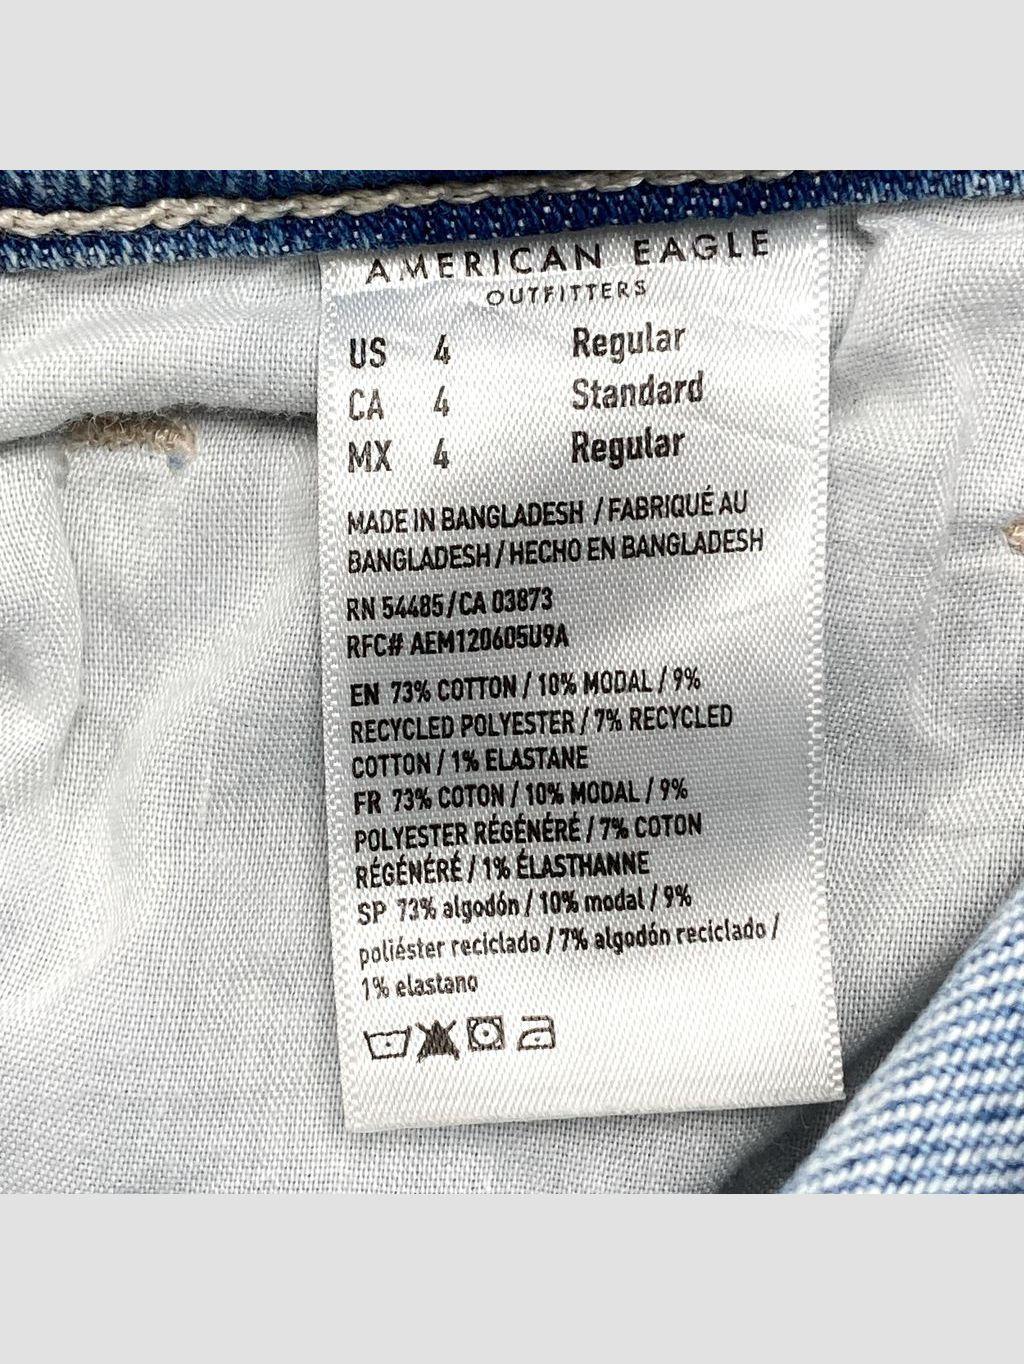 AMERICAN EAGLE
OUTFITTERS
US 4 Regular
CA 4 Standard
MX 4 Regular
MADE IN BANGLADESH / FABRIQUÉ AU
BANGLADESH / HECHO EN BANGLADESH
RN 54485/CA 03873
RFC# AEM120605U9A
EN 73% COTTON / 10% MODAL / 9%
RECYCLED POLYESTER / 7% RECYCLED
COTTON / 1% ELASTANE
FR 73% COTON / 10% MODAL / 9%
POLYESTER RÉGÉNÉRÉ / 7% COTON
RÉGÉNÉRÉ / 1% ÉLASTHANNE
SP 73% algodón / 10% modal / 9%
poliéster reciclado / 7% algodón reciclado /
1% elastano